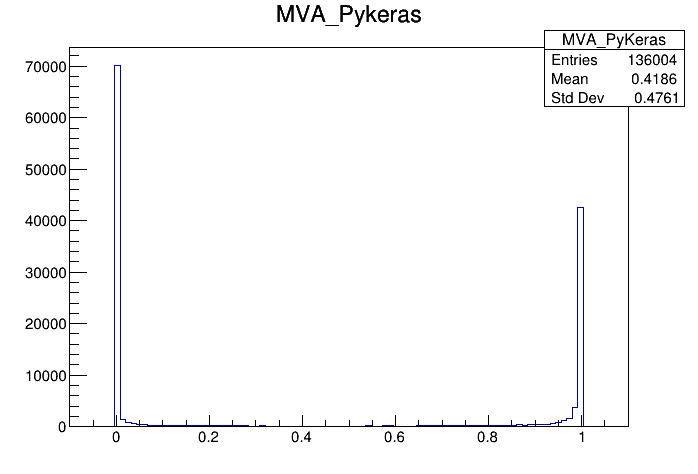 MVA_Pykeras
MVA_PyKeras
Entries 136004
Mean 0.4186
Std Dev 0.4761
70000
60000
50000
40000
30000
20000
10000
0
0 0.2 0.4 0.6 0.8 1